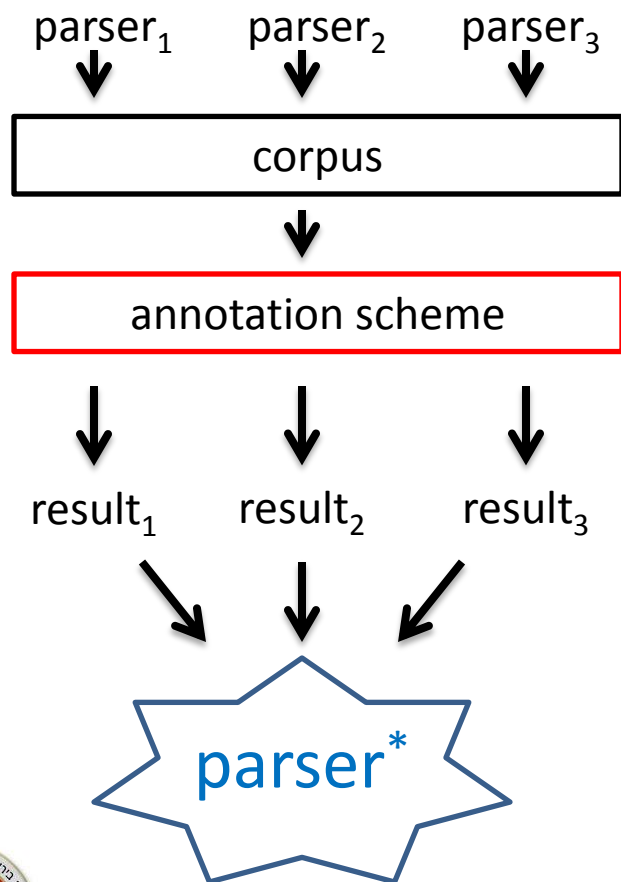 parser₁ parser₂ parser₃
corpus
annotation scheme
result₁ result₂ result₃
parser*